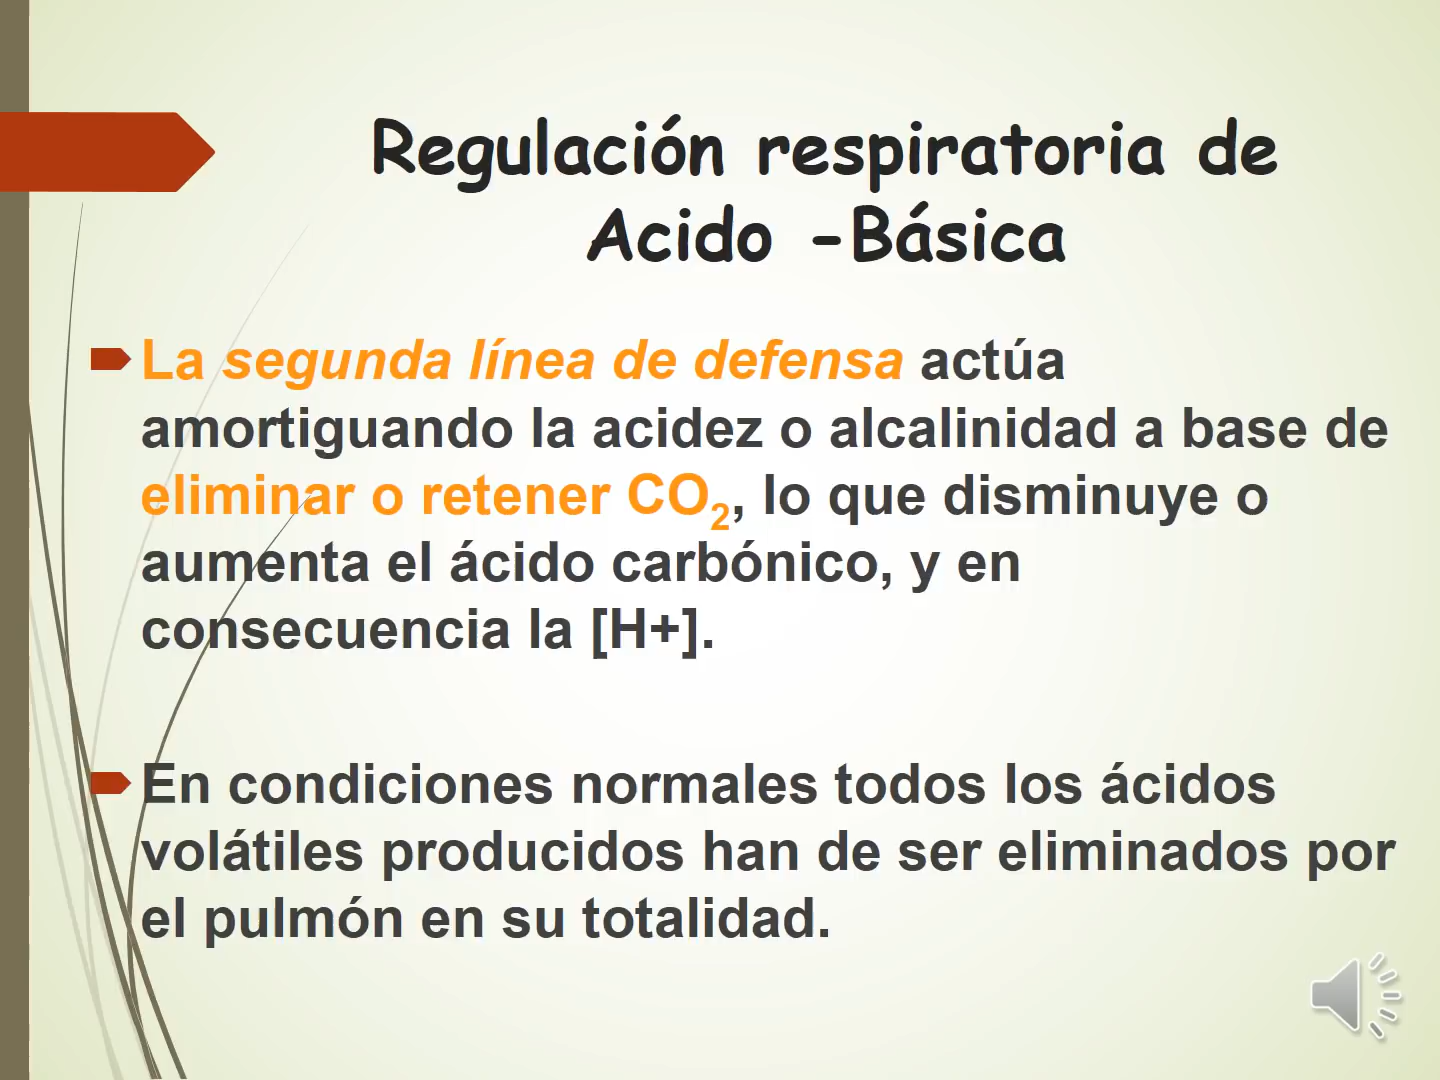 Regulación respiratoria de
Acido -Básica
La segunda línea de defensa actúa
amortiguando la acidez o alcalinidad a base de
eliminar o retener CO₂, lo que disminuye o
aumenta el ácido carbónico, y en
consecuencia la [H+].
En condiciones normales todos los ácidos
volátiles producidos han de ser eliminados por
el pulmón en su totalidad.